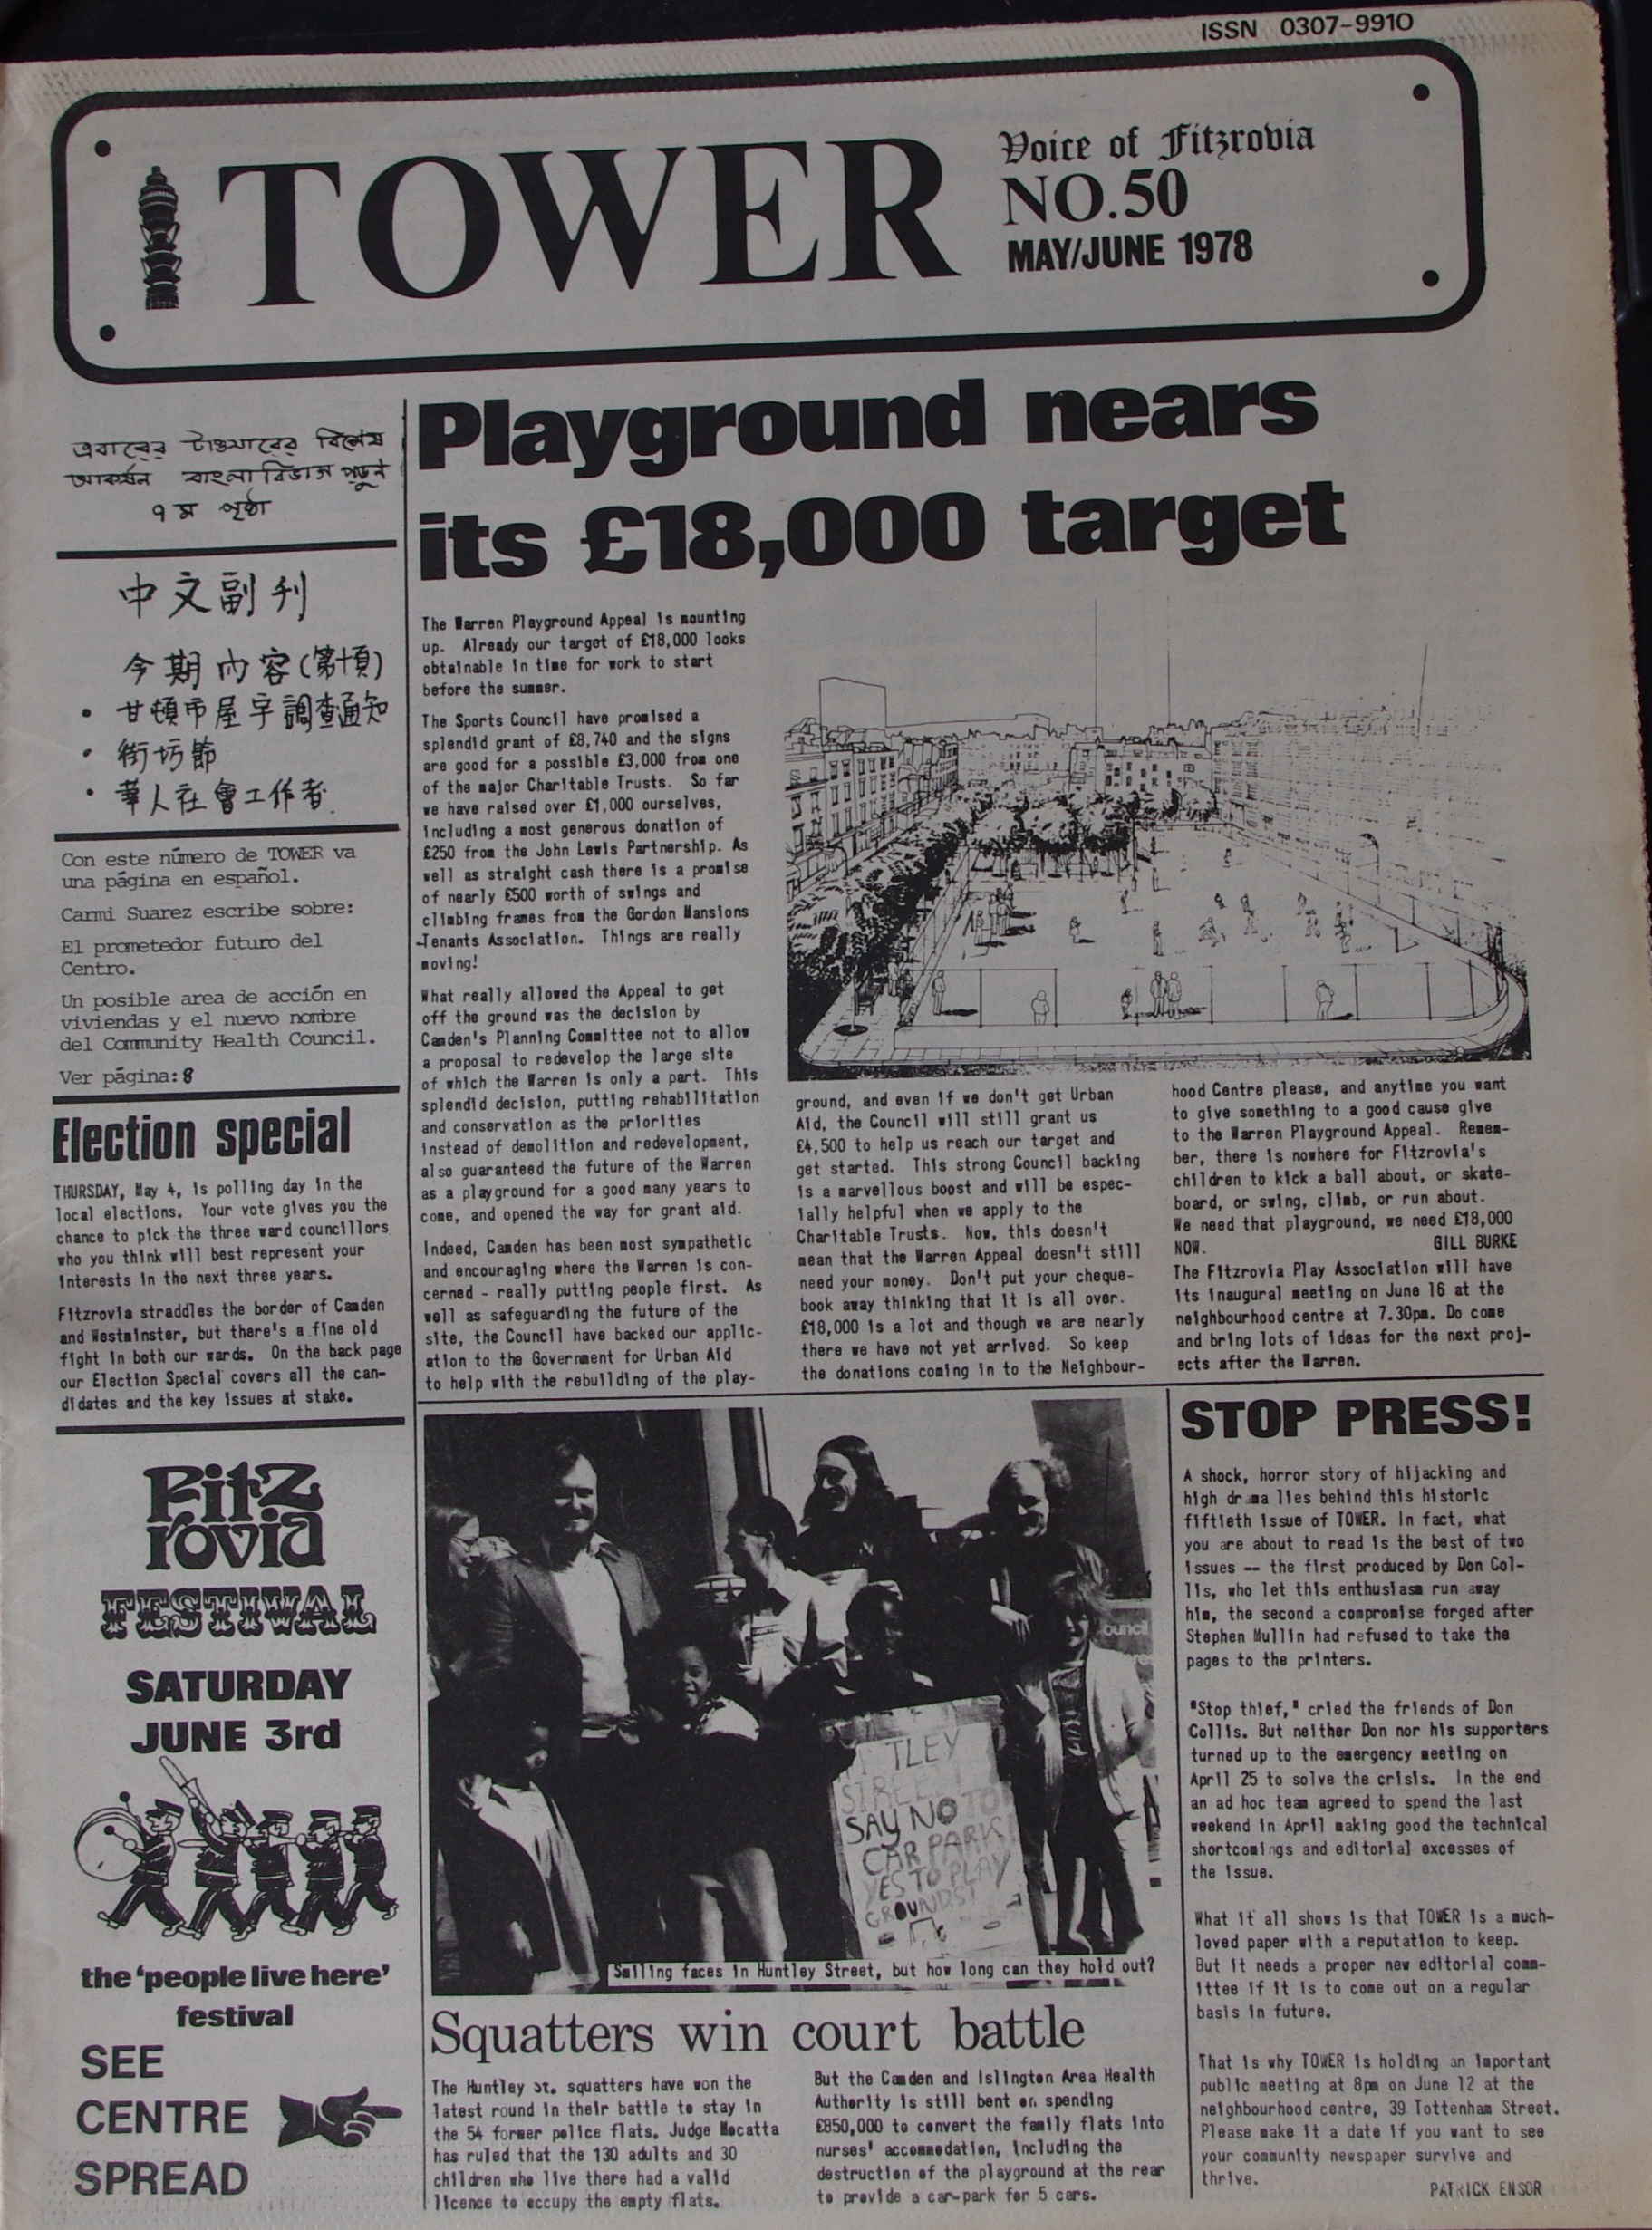 ISSN 0307-9910
TOWER
Voice of Fitzrovia
NO.50
MAY/JUNE 1978
এবারের টাওয়ারের বিশেষ
আকর্ষন বাংলা বিভাগ পড়ুন
৭ম পৃষ্ঠা
中文副刊
今期內容(第十頁)
• 甘頓市屋宇調查通知
• 街坊節
• 華人社會工作者.
Con este número de TOWER va
una página en español.
Carmi Suarez escribe sobre:
El prometedor futuro del
Centro.
Un posible area de acción en
viviendas y el nuevo nombre
del Community Health Council.
Ver página:8
Election special
THURSDAY, May 4, is polling day in the
local elections. Your vote gives you the
chance to pick the three ward councillors
who you think will best represent your
interests in the next three years.
Fitzrovia straddles the border of Camden
and Westminster, but there's a fine old
fight in both our wards. On the back page
our Election Special covers all the can-
didates and the key issues at stake.
Fitz
rovia
FESTIVAL
SATURDAY
JUNE 3rd
the 'people live here'
festival
SEE
CENTRE
SPREAD
Playground nears
its £18,000 target
The Warren Playground Appeal is mounting
up. Already our target of £18,000 looks
obtainable in time for work to start
before the summer.
The Sports Council have promised a
splendid grant of £8,740 and the signs
are good for a possible £3,000 from one
of the major Charitable Trusts. So far
we have raised over £1,000 ourselves,
including a most generous donation of
£250 from the John Lewis Partnership. As
well as straight cash there is a promise
of nearly £500 worth of swings and
climbing frames from the Gordon Mansions
Tenants Association. Things are really
moving!
What really allowed the Appeal to get
off the ground was the decision by
Camden's Planning Committee not to allow
a proposal to redevelop the large site
of which the Warren is only a part. This
splendid decision, putting rehabilitation
and conservation as the priorities
instead of demolition and redevelopment,
also guaranteed the future of the Warren
as a playground for a good many years to
come, and opened the way for grant aid.
Indeed, Camden has been most sympathetic
and encouraging where the Warren is con-
cerned - really putting people first. As
well as safeguarding the future of the
site, the Council have backed our applic-
ation to the Government for Urban Aid
to help with the rebuilding of the play-
ground, and even if we don't get Urban
Aid, the Council will still grant us
£4,500 to help us reach our target and
get started. This strong Council backing
is a marvellous boost and will be espec-
ially helpful when we apply to the
Charitable Trusts. Now, this doesn't
mean that the Warren Appeal doesn't still
need your money. Don't put your cheque-
book away thinking that it is all over.
£18,000 is a lot and though we are nearly
there we have not yet arrived. So keep
the donations coming in to the Neighbour-
hood Centre please, and anytime you want
to give something to a good cause give
to the Warren Playground Appeal. Remem-
ber, there is nowhere for Fitzrovia's
children to kick a ball about, or skate-
board, or swing, climb, or run about.
We need that playground, we need £18,000
NOW. GILL BURKE
The Fitzrovia Play Association will have
its inaugural meeting on June 16 at the
neighbourhood centre at 7.30pm. Do come
and bring lots of ideas for the next proj-
ects after the Warren.
ouncil
TLEY
STREET
SAY NO TO
CAR PARK!
YES TO PLAY
GROUNDS!
Smiling faces in Huntley Street, but how long can they hold out?
Squatters win court battle
The Huntley St. squatters have won the
latest round in their battle to stay in
the 54 former police flats. Judge Mocatta
has ruled that the 130 adults and 30
children who live there had a valid
licence to occupy the empty flats.
But the Camden and Islington Area Health
Authority is still bent on spending
£850,000 to convert the family flats into
nurses' accommodation, including the
destruction of the playground at the rear
to provide a car-park for 5 cars.
STOP PRESS!
A shock, horror story of hijacking and
high drama lies behind this historic
fiftieth issue of TOWER. In fact, what
you are about to read is the best of two
issues -- the first produced by Don Col-
lis, who let this enthusiasm run away
him, the second a compromise forged after
Stephen Mullin had refused to take the
pages to the printers.
"Stop thief," cried the friends of Don
Collis. But neither Don nor his supporters
turned up to the emergency meeting on
April 25 to solve the crisis. In the end
an ad hoc team agreed to spend the last
weekend in April making good the technical
shortcomings and editorial excesses of
the issue.
What it all shows is that TOWER is a much-
loved paper with a reputation to keep.
But it needs a proper new editorial comm-
ittee if it is to come out on a regular
basis in future.
That is why TOWER is holding an important
public meeting at 8pm on June 12 at the
neighbourhood centre, 39 Tottenham Street.
Please make it a date if you want to see
your community newspaper survive and
thrive.
PATRICK ENSOR